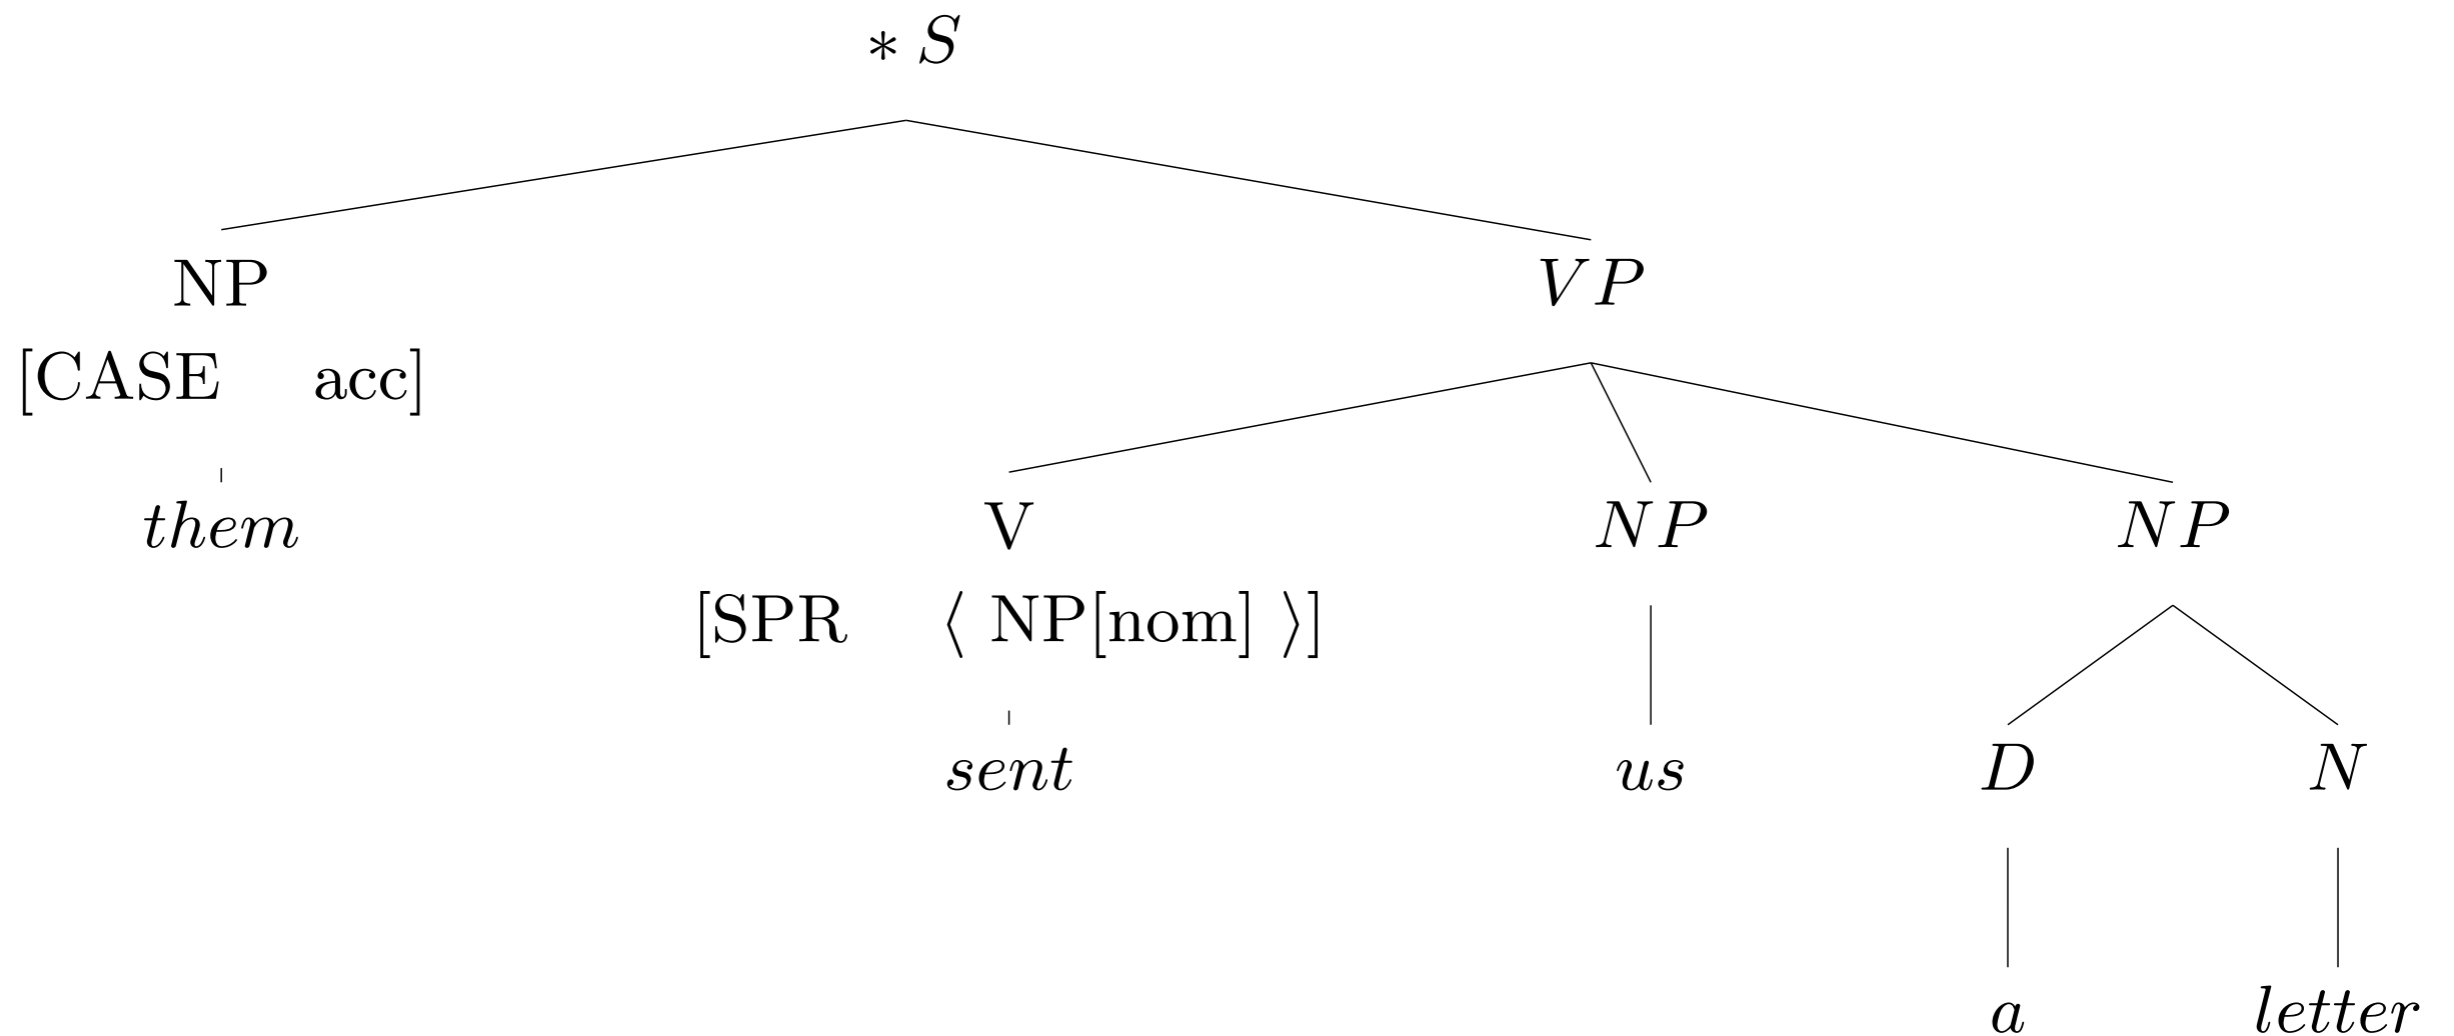 * S
NP VP
[CASE acc]
them V NP NP
[SPR ⟨ NP[nom] ⟩]
sent us D N
a letter